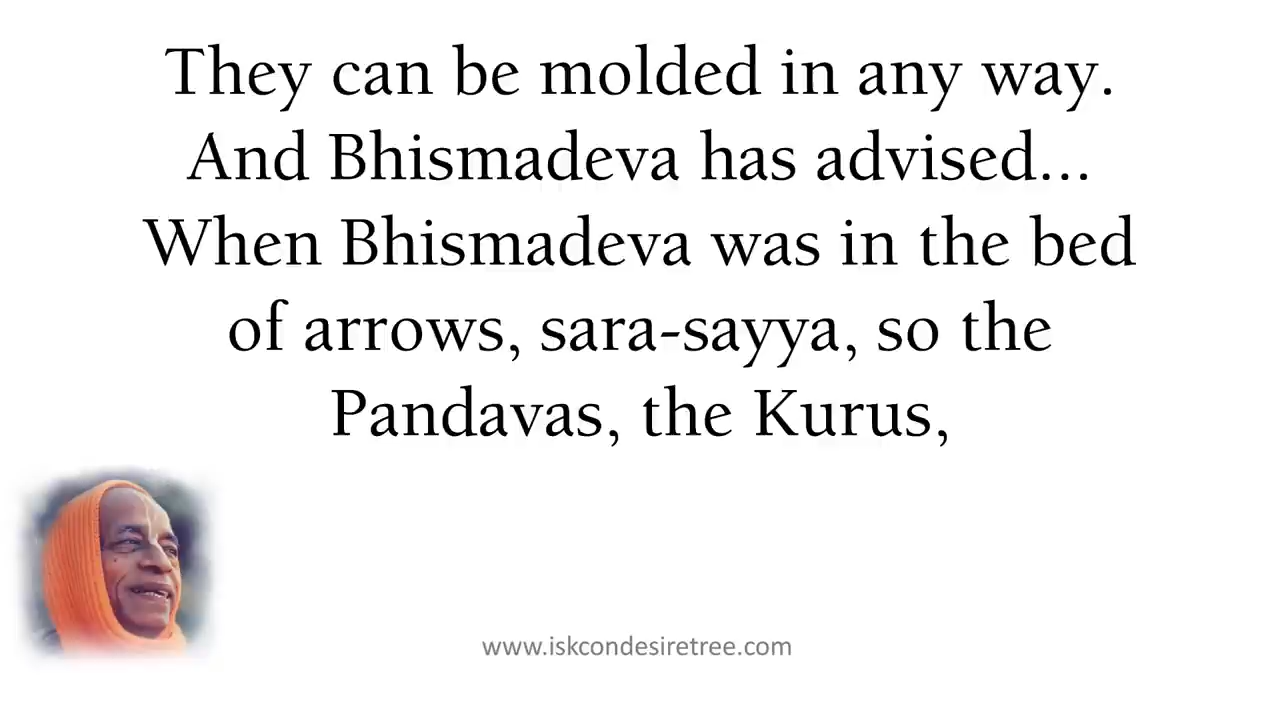 They can be molded in any way.
And Bhismadeva has advised...
When Bhismadeva was in the bed
of arrows, sara-sayya, so the
Pandavas, the Kurus,
www.iskcondesiretree.com